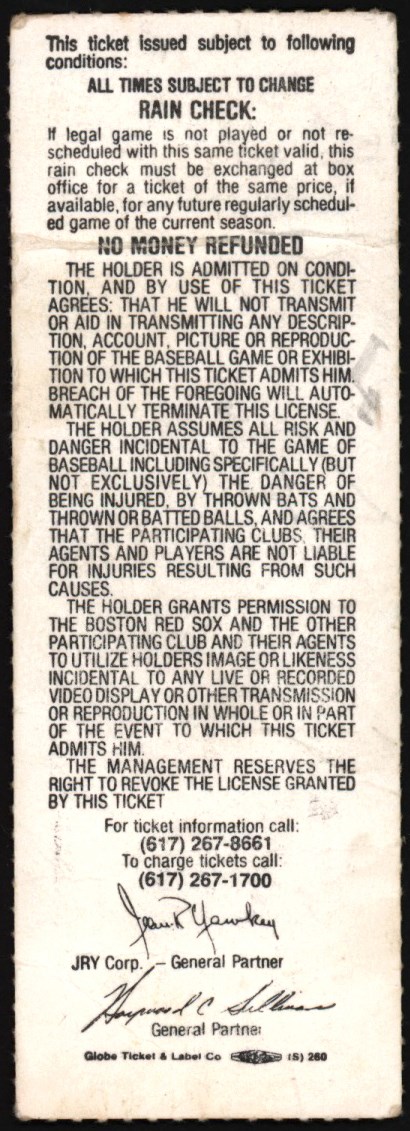 This ticket issued subject to following
conditions:
ALL TIMES SUBJECT TO CHANGE
RAIN CHECK:
If legal game is not played or not re-
scheduled with this same ticket valid, this
rain check must be exchanged at box
office for a ticket of the same price, if
available, for any future regularly schedul-
ed game of the current season.
NO MONEY REFUNDED
THE HOLDER IS ADMITTED ON CONDI-
TION, AND BY USE OF THIS TICKET
AGREES: THAT HE WILL NOT TRANSMIT
OR AID IN TRANSMITTING ANY DESCRIP-
TION, ACCOUNT, PICTURE OR REPRODUC-
TION OF THE BASEBALL GAME OR EXHIBI-
TION TO WHICH THIS TICKET ADMITS HIM.
BREACH OF THE FOREGOING WILL AUTO-
MATICALLY TERMINATE THIS LICENSE.
THE HOLDER ASSUMES ALL RISK AND
DANGER INCIDENTAL TO THE GAME OF
BASEBALL INCLUDING SPECIFICALLY (BUT
NOT EXCLUSIVELY) THE DANGER OF
BEING INJURED, BY THROWN BATS AND
THROWN OR BATTED BALLS, AND AGREES
THAT THE PARTICIPATING CLUBS, THEIR
AGENTS AND PLAYERS ARE NOT LIABLE
FOR INJURIES RESULTING FROM SUCH
CAUSES.
THE HOLDER GRANTS PERMISSION TO
THE BOSTON RED SOX AND THE OTHER
PARTICIPATING CLUB AND THEIR AGENTS
TO UTILIZE HOLDERS IMAGE OR LIKENESS
INCIDENTAL TO ANY LIVE OR RECORDED
VIDEO DISPLAY OR OTHER TRANSMISSION
OR REPRODUCTION IN WHOLE OR IN PART
OF THE EVENT TO WHICH THIS TICKET
ADMITS HIM.
THE MANAGEMENT RESERVES THE
RIGHT TO REVOKE THE LICENSE GRANTED
BY THIS TICKET
For ticket information call:
(617) 267-8661
To charge tickets call:
(617) 267-1700
Jean R Yawkey
JRY Corp. - General Partner
Haywood C Sullivan
General Partner
Globe Ticket & Label Co (S) 260